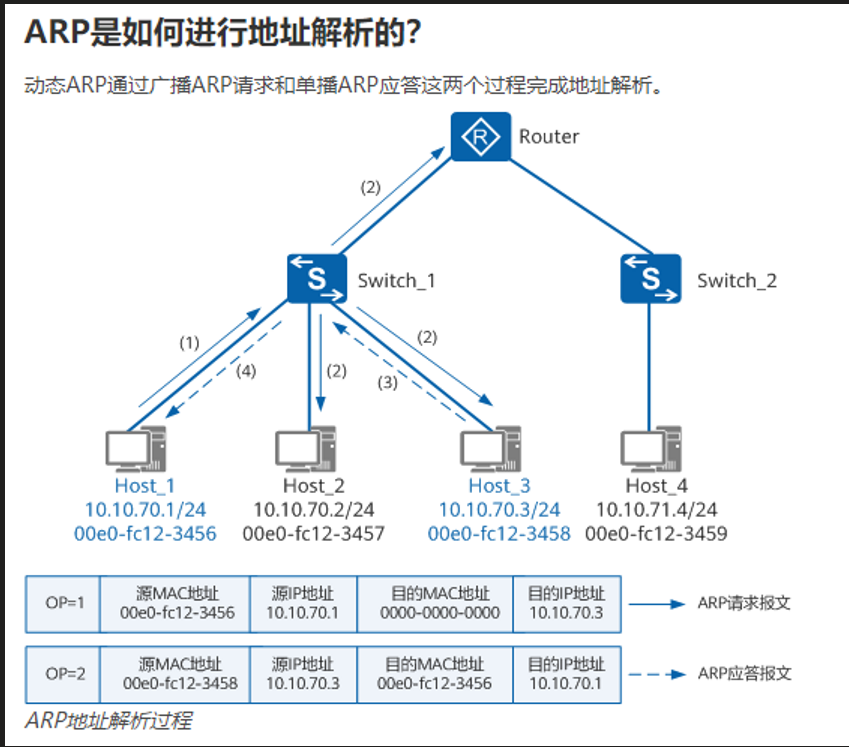 ARP是如何进行地址解析的？
动态ARP通过广播ARP请求和单播ARP应答这两个过程完成地址解析。
R
Router
(2)
S
Switch_1
S
Switch_2
(1)
(4)
(2)
(3)
(2)
Host_1
10.10.70.1/24
00e0-fc12-3456
Host_2
10.10.70.2/24
00e0-fc12-3457
Host_3
10.10.70.3/24
00e0-fc12-3458
Host_4
10.10.71.4/24
00e0-fc12-3459
OP=1
源MAC地址
00e0-fc12-3456
源IP地址
10.10.70.1
目的MAC地址
0000-0000-0000
目的IP地址
10.10.70.3
ARP请求报文
OP=2
源MAC地址
00e0-fc12-3458
源IP地址
10.10.70.3
目的MAC地址
00e0-fc12-3456
目的IP地址
10.10.70.1
ARP应答报文
ARP地址解析过程